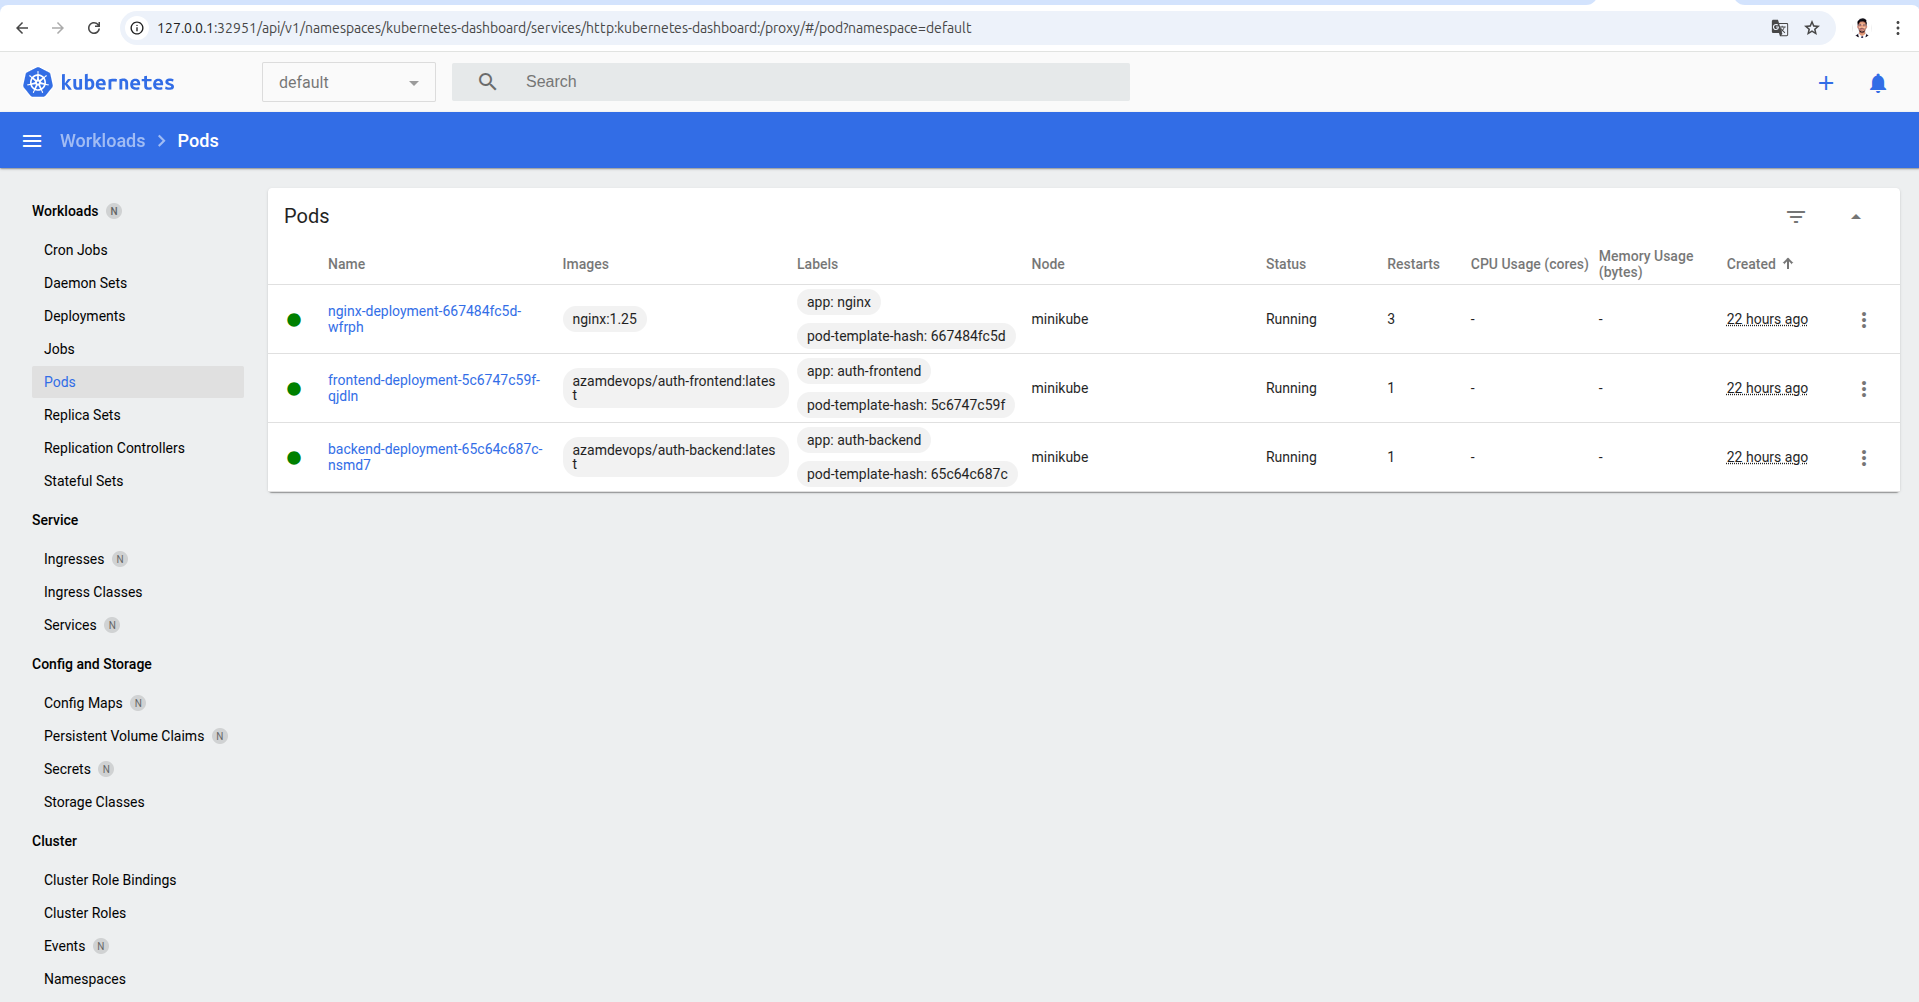 127.0.0.1:32951/api/v1/namespaces/kubernetes-dashboard/services/http:kubernetes-dashboard:/proxy/#/pod?namespace=default
kubernetes
default
Search
Workloads > Pods
Workloads N
Cron Jobs
Daemon Sets
Deployments
Jobs
Pods
Replica Sets
Replication Controllers
Stateful Sets
Service
Ingresses N
Ingress Classes
Services N
Config and Storage
Config Maps N
Persistent Volume Claims N
Secrets N
Storage Classes
Cluster
Cluster Role Bindings
Cluster Roles
Events N
Namespaces
Pods
Name Images Labels Node Status Restarts CPU Usage (cores) Memory Usage (bytes) Created
nginx-deployment-667484fc5d-
wfrph
nginx:1.25
app: nginx
pod-template-hash: 667484fc5d
minikube
Running
3
-
-
22 hours ago
frontend-deployment-5c6747c59f-
qjdln
azamdevops/auth-frontend:lates
t
app: auth-frontend
pod-template-hash: 5c6747c59f
minikube
Running
1
-
-
22 hours ago
backend-deployment-65c64c687c-
nsmd7
azamdevops/auth-backend:lates
t
app: auth-backend
pod-template-hash: 65c64c687c
minikube
Running
1
-
-
22 hours ago